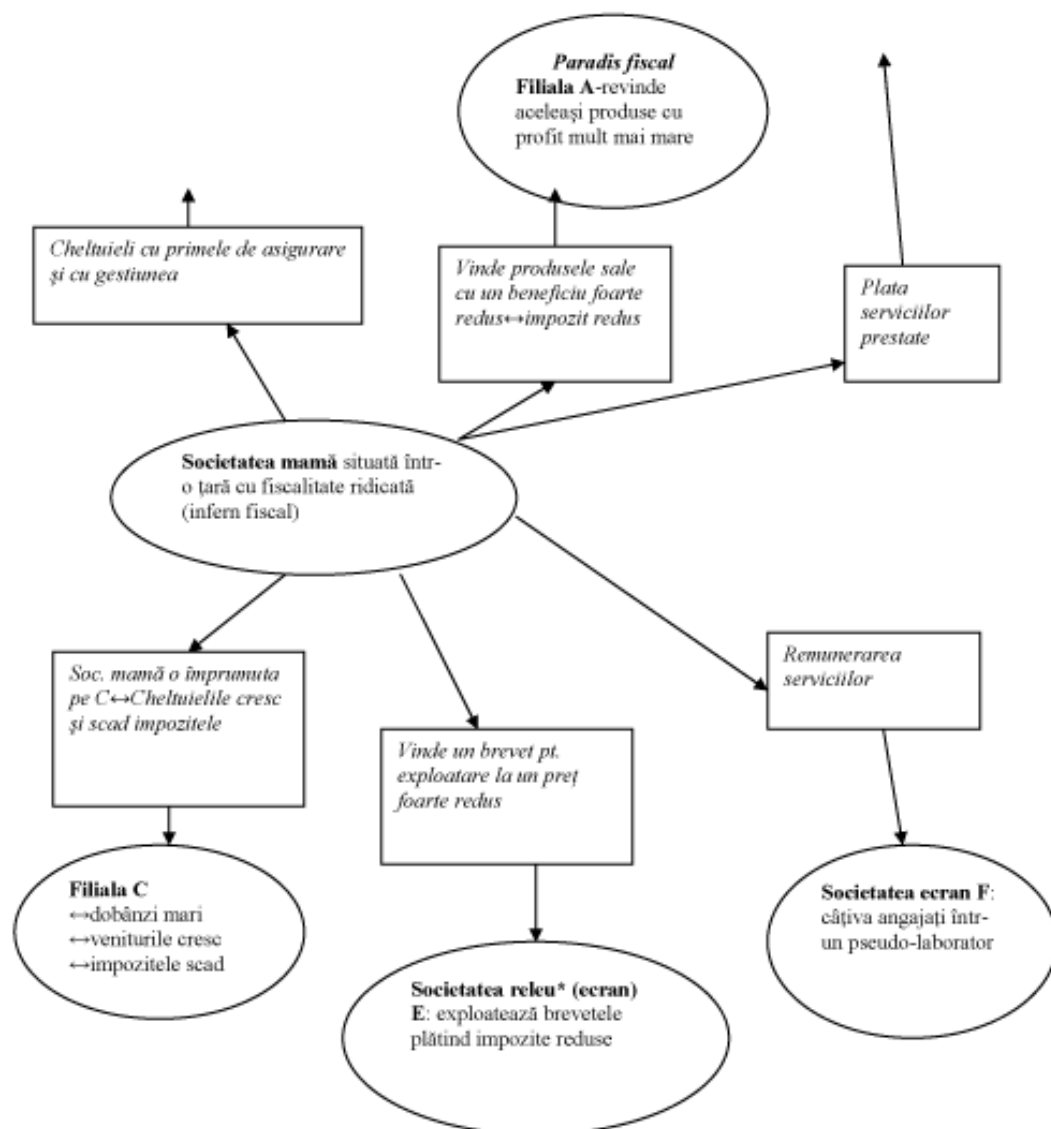 Paradis fiscal
Filiala A-revinde
aceleaşi produse cu
profit mult mai mare
Cheltuieli cu primele de asigurare
şi cu gestiunea
Vinde produsele sale
cu un beneficiu foarte
redus↔impozit redus
Plata
serviciilor
prestate
Societatea mamă situată într-
o ţară cu fiscalitate ridicată
(infern fiscal)
Soc. mamă o împrumuta
pe C↔Cheltuielile cresc
şi scad impozitele
Vinde un brevet pt.
exploatare la un preţ
foarte redus
Remunerarea
serviciilor
Filiala C
↔dobânzi mari
↔veniturile cresc
↔impozitele scad
Societatea releu* (ecran)
E: exploatează brevetele
plătind impozite reduse
Societatea ecran F:
câţiva angajaţi într-
un pseudo-laborator